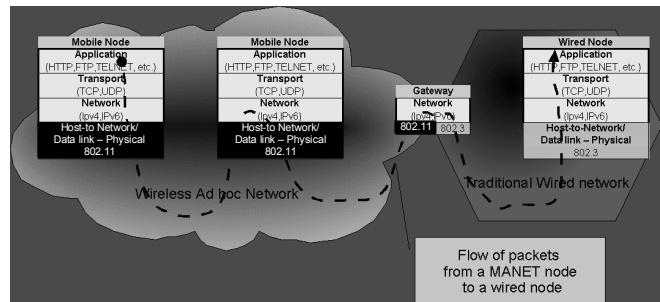 Mobile Node
Application
(HTTP,FTP,TELNET, etc.)
Transport
(TCP,UDP)
Network
(Ipv4,IPv6)
Host-to Network/
Data link – Physical
802.11
Mobile Node
Application
(HTTP,FTP,TELNET, etc.)
Transport
(TCP,UDP)
Network
(Ipv4,IPv6)
Host-to Network/
Data link – Physical
802.11
Gateway
Network
(Ipv4,IPv6)
802.11
802.3
Wired Node
Application
(HTTP,FTP,TELNET, etc.)
Transport
(TCP,UDP)
Network
(Ipv4,IPv6)
Host-to-Network/
Data link – Physical
802.3
Wireless Ad hoc Network
Traditional Wired network
Flow of packets
from a MANET node
to a wired node